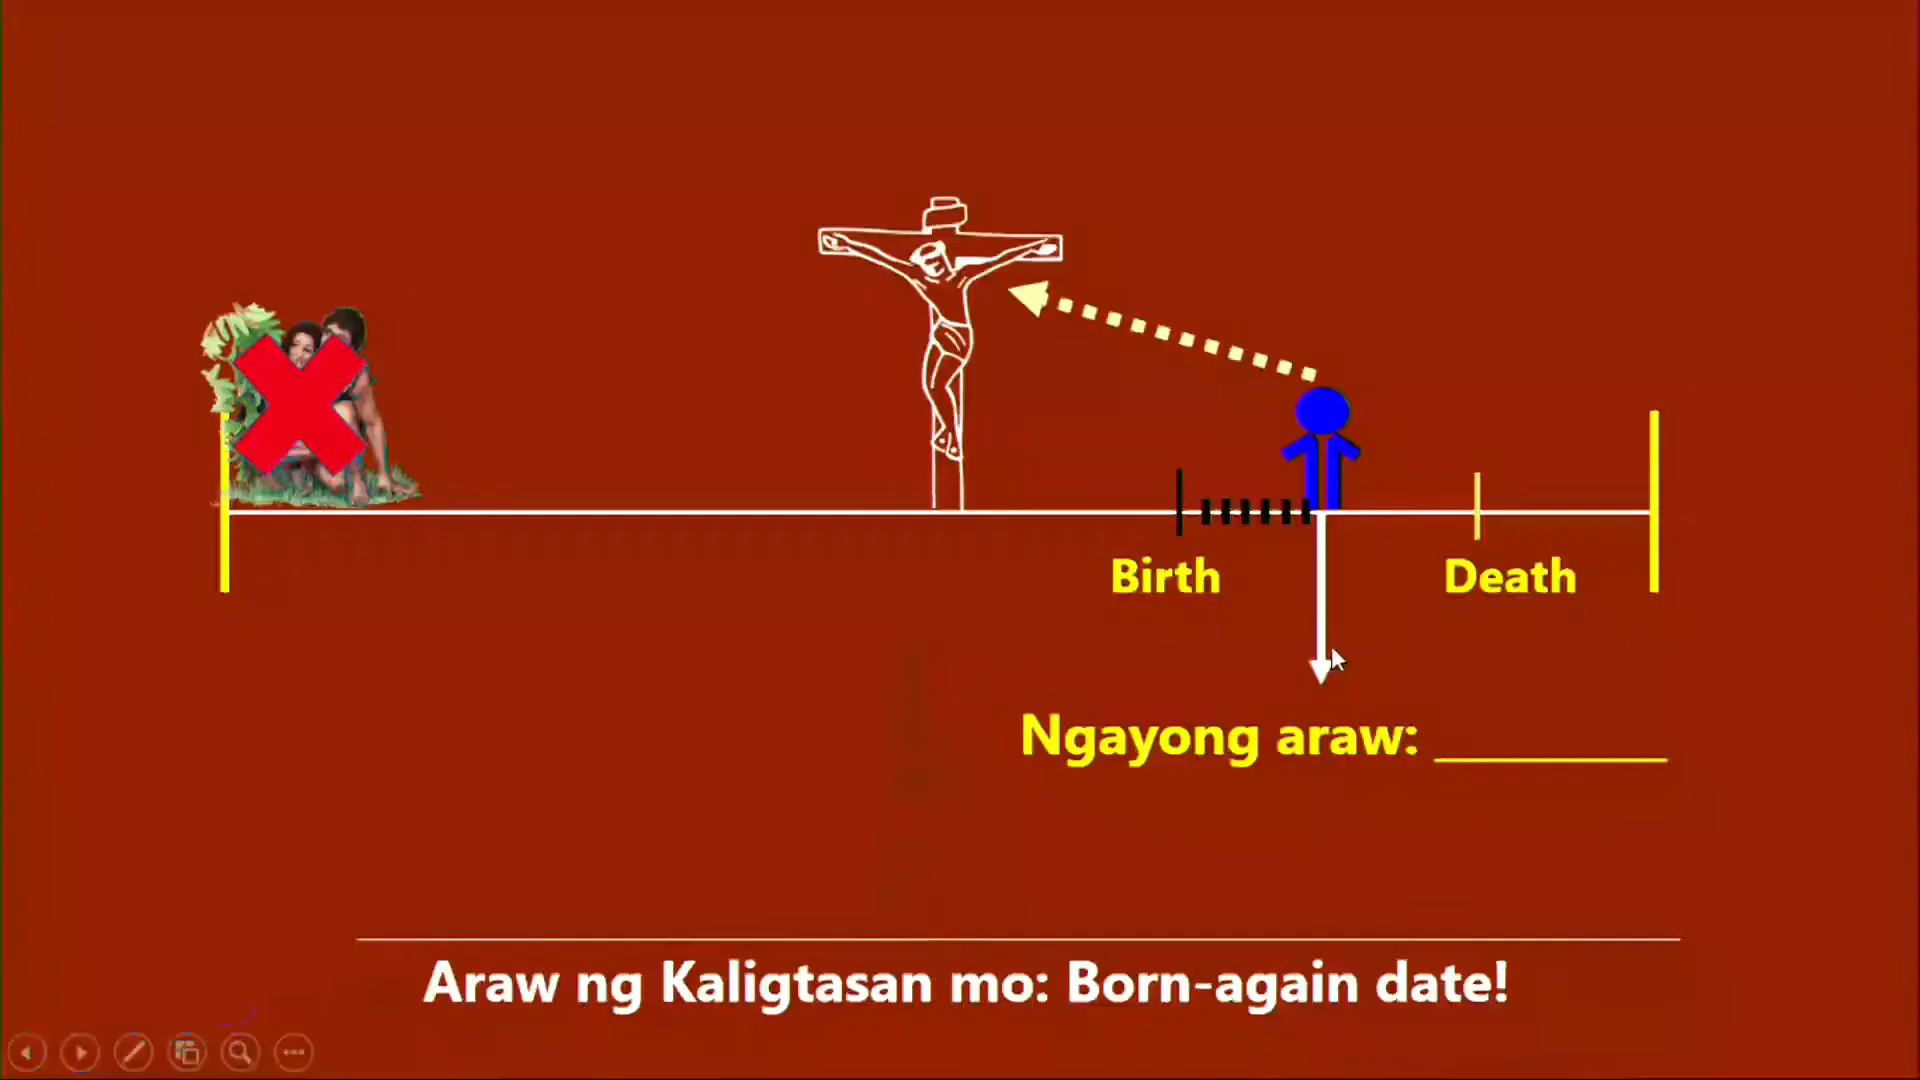 Birth
Death
Ngayong araw: ________
Araw ng Kaligtasan mo: Born-again date!